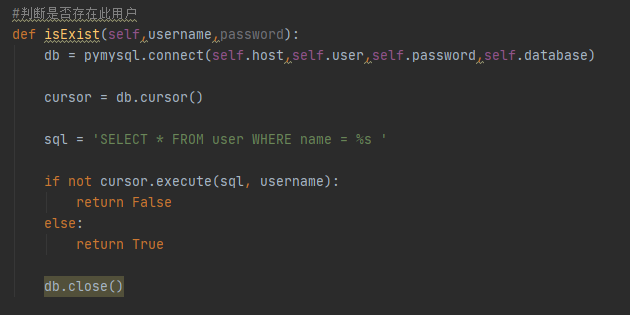 #判断是否存在此用户
def isExist(self,username,password):
    db = pymysql.connect(self.host,self.user,self.password,self.database)
    cursor = db.cursor()
    sql = 'SELECT * FROM user WHERE name = %s '
    if not cursor.execute(sql, username):
        return False
    else:
        return True
    db.close()